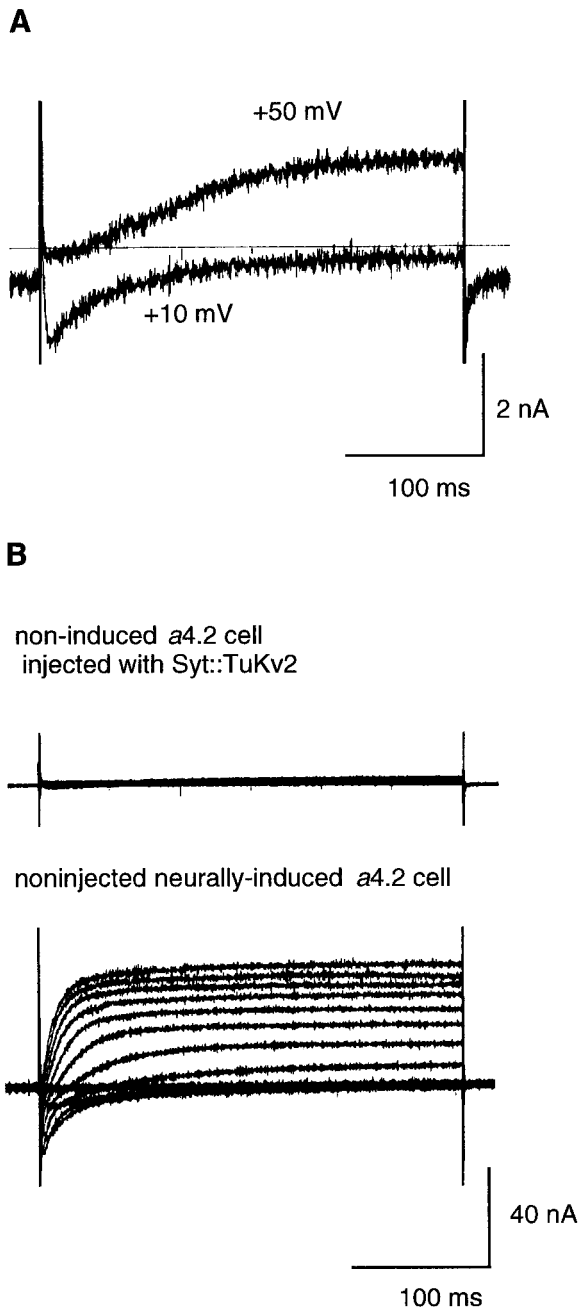 A
+50 mV
+10 mV
2 nA
100 ms
B
non-induced a4.2 cell
injected with Syt::TuKv2
noninjected neurally-induced a4.2 cell
40 nA
100 ms